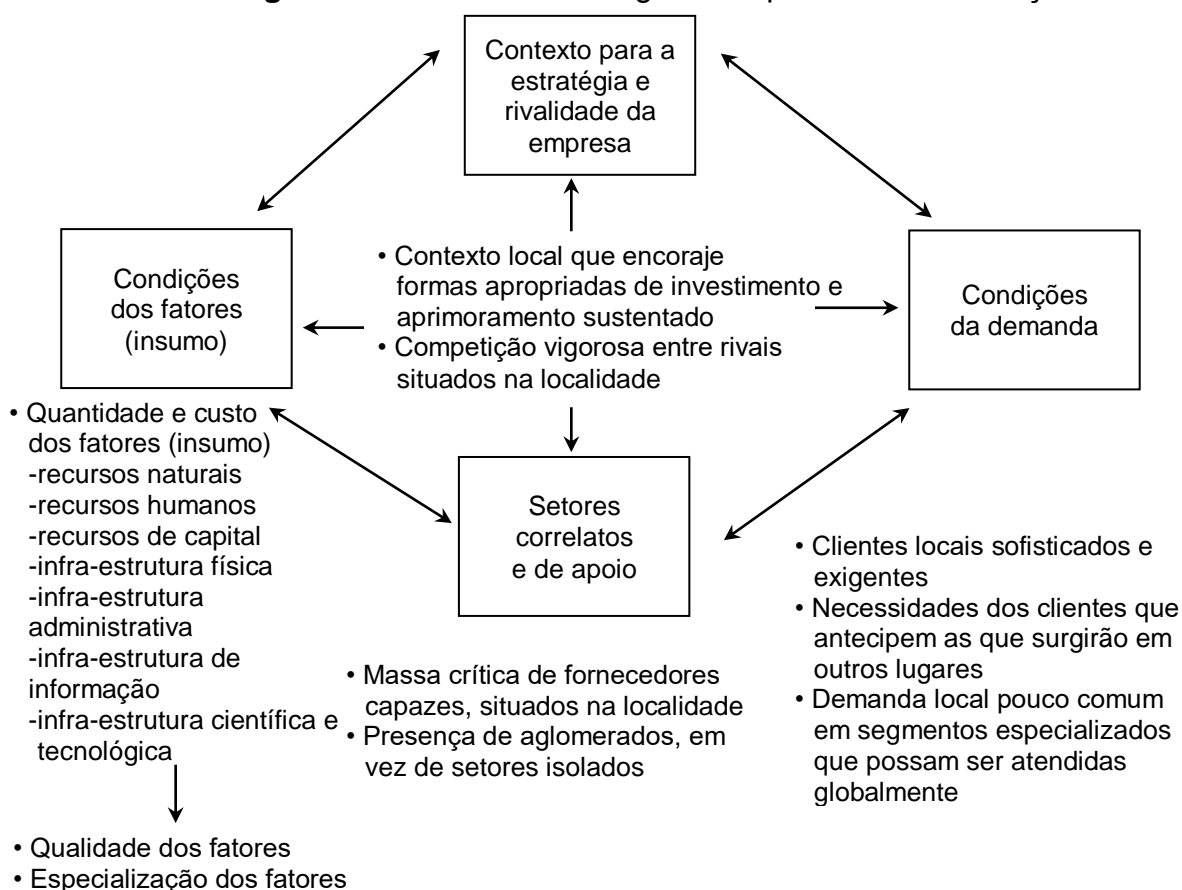 Contexto para a
estratégia e
rivalidade da
empresa
Condições
dos fatores
(insumo)
• Contexto local que encoraje
formas apropriadas de investimento e
aprimoramento sustentado
• Competição vigorosa entre rivais
situados na localidade
Condições
da demanda
• Quantidade e custo
dos fatores (insumo)
-recursos naturais
-recursos humanos
-recursos de capital
-infra-estrutura física
-infra-estrutura
administrativa
-infra-estrutura de
informação
-infra-estrutura científica e
tecnológica
• Qualidade dos fatores
• Especialização dos fatores
Setores
correlatos
e de apoio
• Massa crítica de fornecedores
capazes, situados na localidade
• Presença de aglomerados, em
vez de setores isolados
• Clientes locais sofisticados e
exigentes
• Necessidades dos clientes que
antecipem as que surgirão em
outros lugares
• Demanda local pouco comum
em segmentos especializados
que possam ser atendidas
globalmente